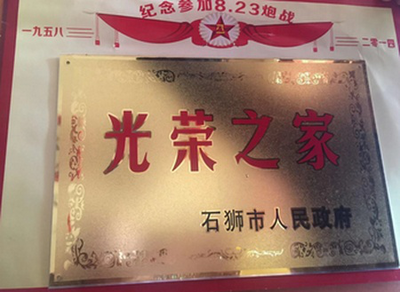 纪念参加8.23炮战
一九五八
二零一四
光荣之家
石狮市人民政府